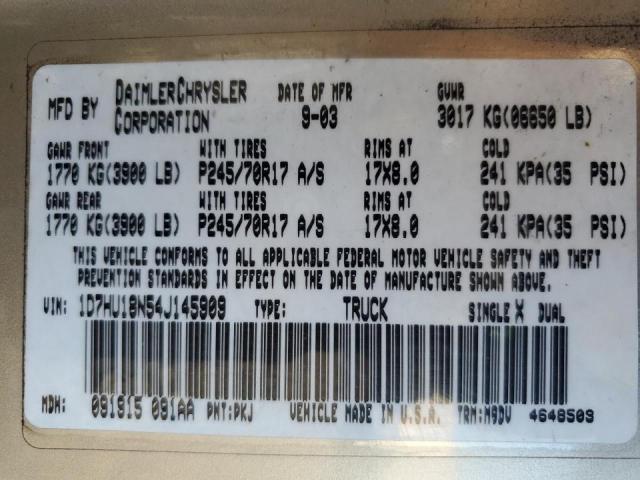 MFD BY DAIMLERCHRYSLER CORPORATION DATE OF MFR 9-03 GVWR 3017 KG(06650 LB)
GAWR FRONT WITH TIRES RIMS AT COLD
1770 KG(3900 LB) P245/70R17 A/S 17X8.0 241 KPA(35 PSI)
GAWR REAR WITH TIRES RIMS AT COLD
1770 KG(3900 LB) P245/70R17 A/S 17X8.0 241 KPA(35 PSI)
THIS VEHICLE CONFORMS TO ALL APPLICABLE FEDERAL MOTOR VEHICLE SAFETY AND THEFT
PREVENTION STANDARDS IN EFFECT ON THE DATE OF MANUFACTURE SHOWN ABOVE.
VIN: 1D7HU18N54J145909 TYPE: TRUCK SINGLE X DUAL
MDH: 091915 091AA PNT:PKJ VEHICLE MADE IN U.S.A. TRM:M9DV 4648509